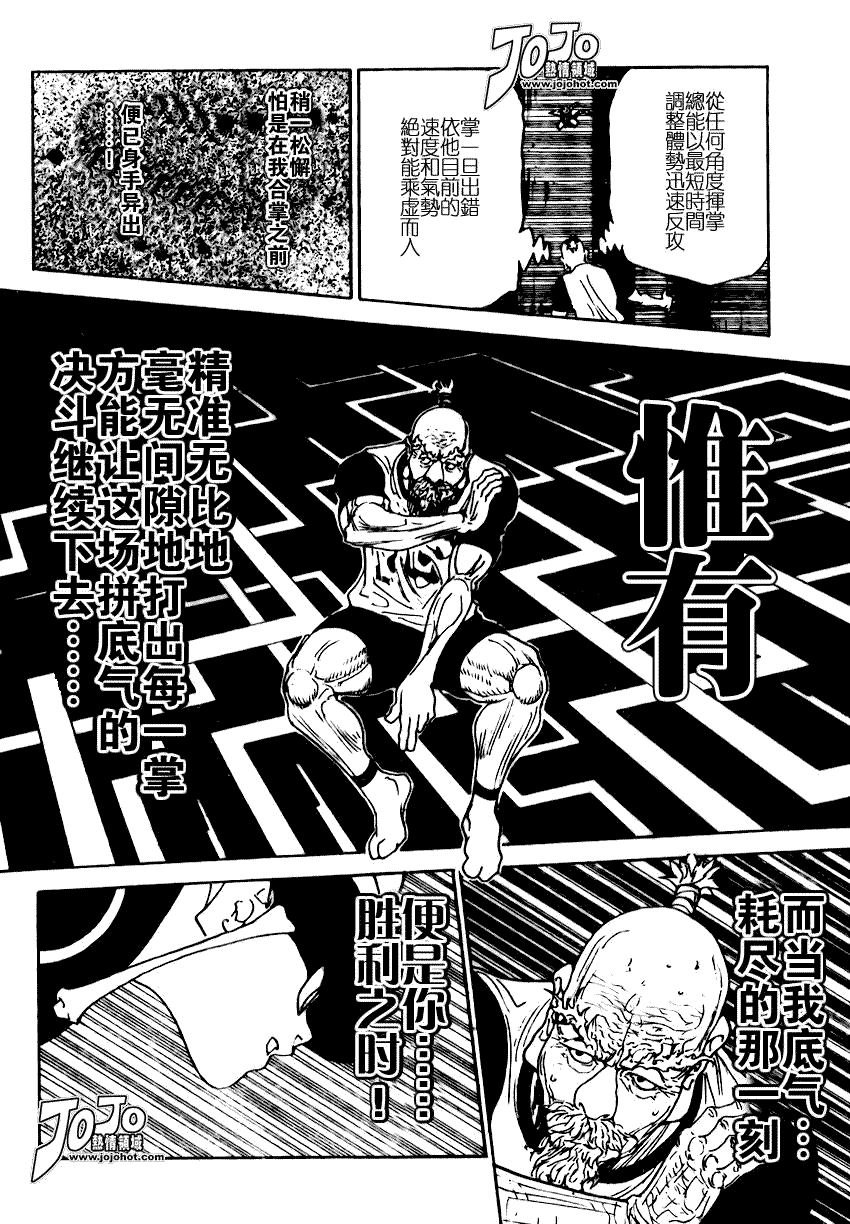 JOJO
熱情領域
www.jojohot.com
從任何角度揮掌
總能以最短時間
調整體勢迅速反攻
掌一旦出錯
依他目前的
速度和氣勢
絕對能乘虛而人
稍一松懈
怕是在我合掌之前
便已身手异出
……！
惟有
精准无比地
毫无间隙地打出每一掌
方能让这场拼底气的
决斗继续下去……
而当我底气…
耗尽的那一刻
便是你……
胜利之时！
JOJO
熱情領域
www.jojohot.com